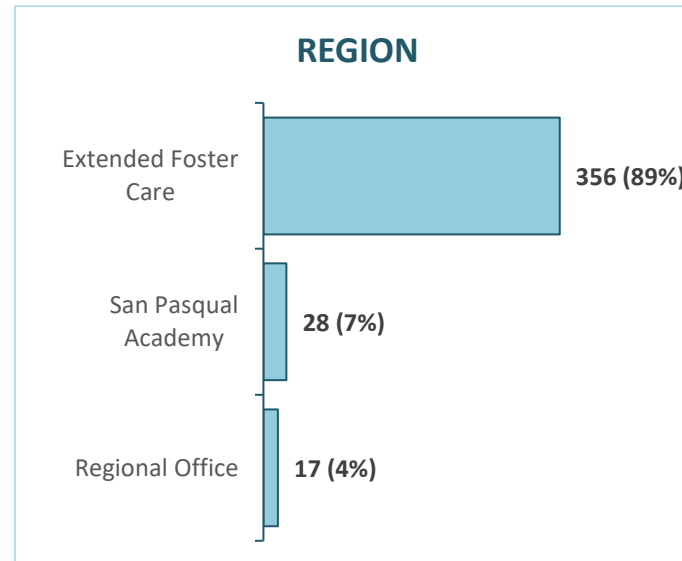 REGION
Extended Foster
Care
356 (89%)
San Pasqual
Academy
28 (7%)
Regional Office
17 (4%)